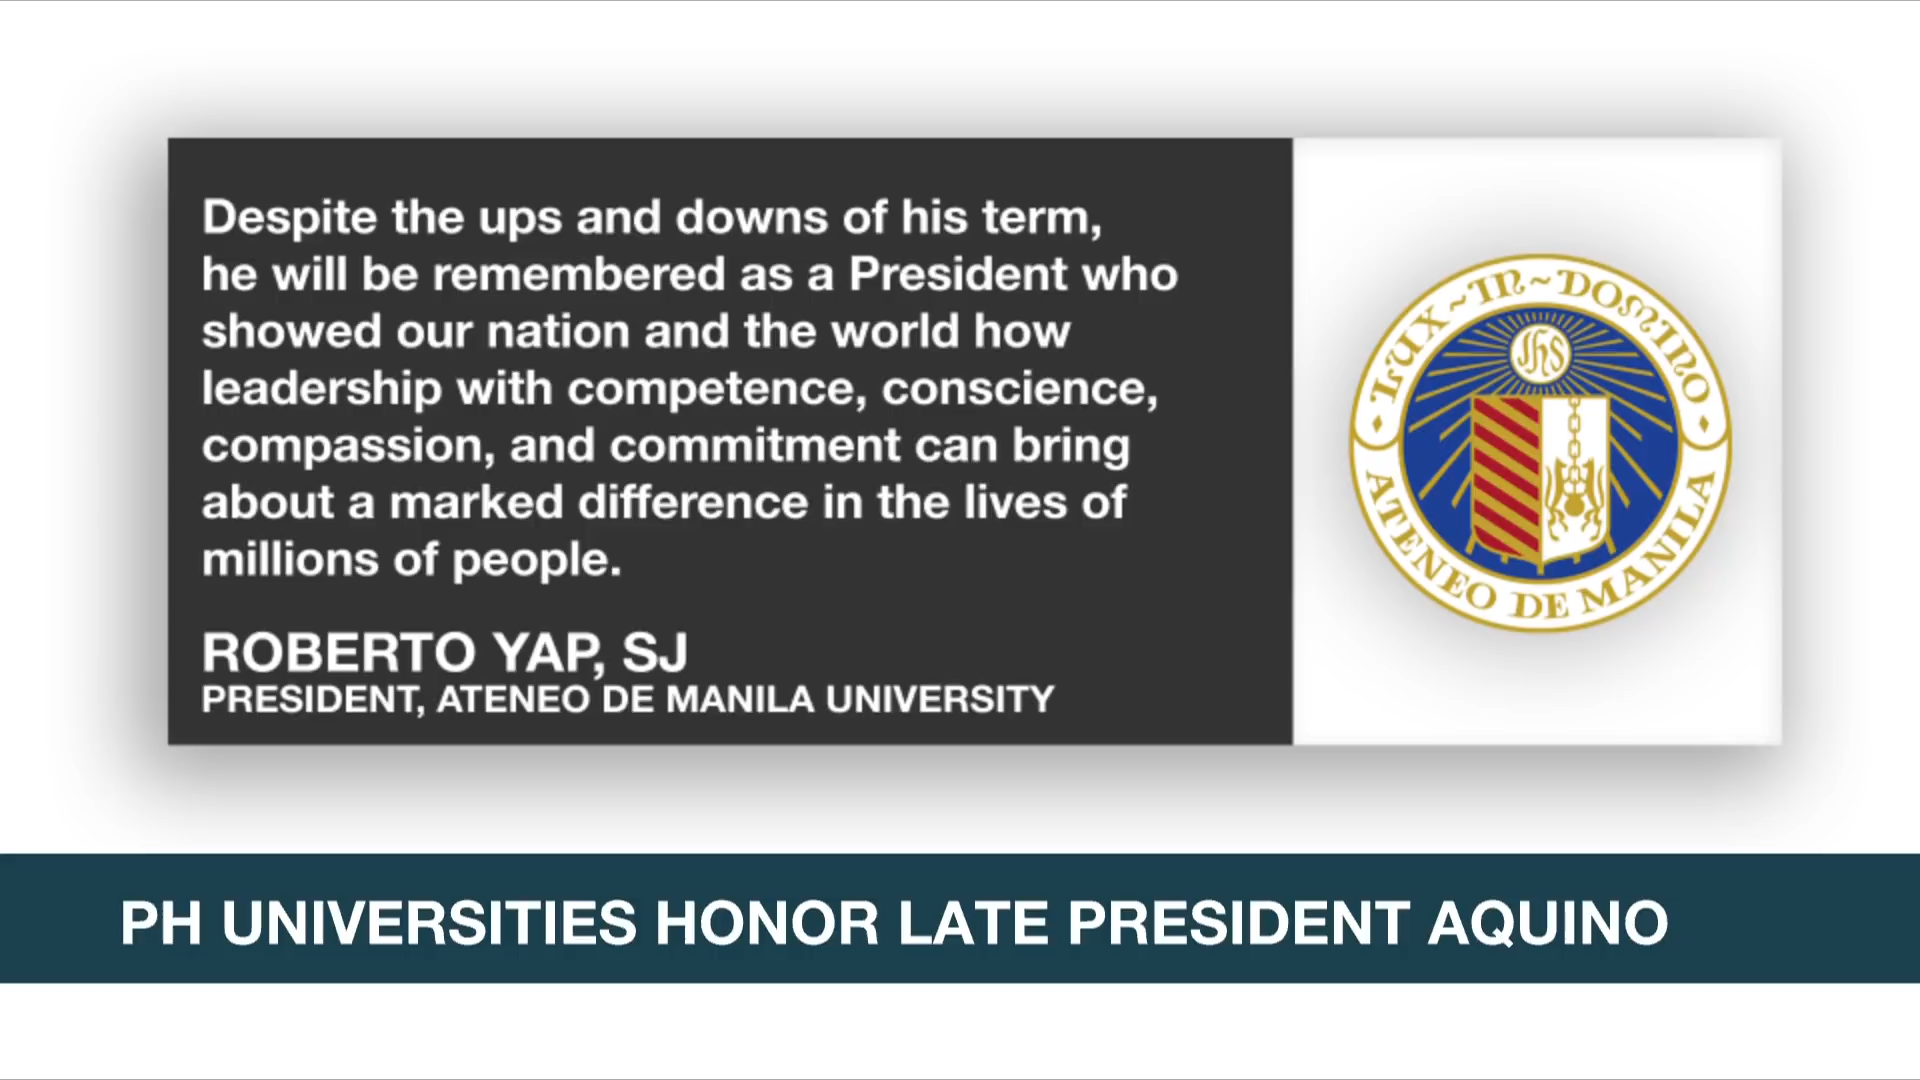 Despite the ups and downs of his term,
he will be remembered as a President who
showed our nation and the world how
leadership with competence, conscience,
compassion, and commitment can bring
about a marked difference in the lives of
millions of people.
ROBERTO YAP, SJ
PRESIDENT, ATENEO DE MANILA UNIVERSITY
LUX~IN~DOMINO
JHS
ATENEO DE MANILA
PH UNIVERSITIES HONOR LATE PRESIDENT AQUINO